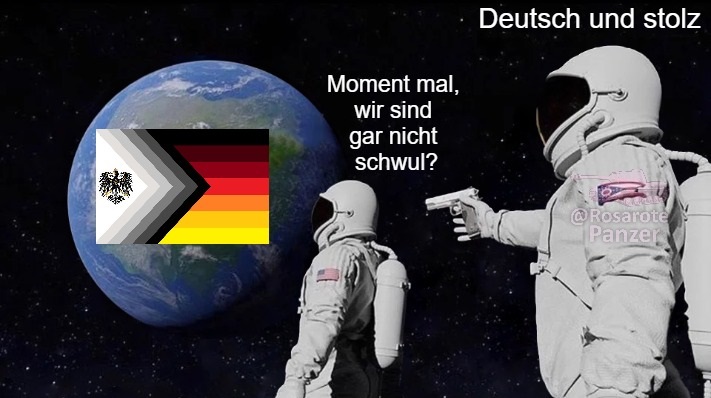 Deutsch und stolz
Moment mal,
wir sind
gar nicht
schwul?
@Rosarote
Panzer